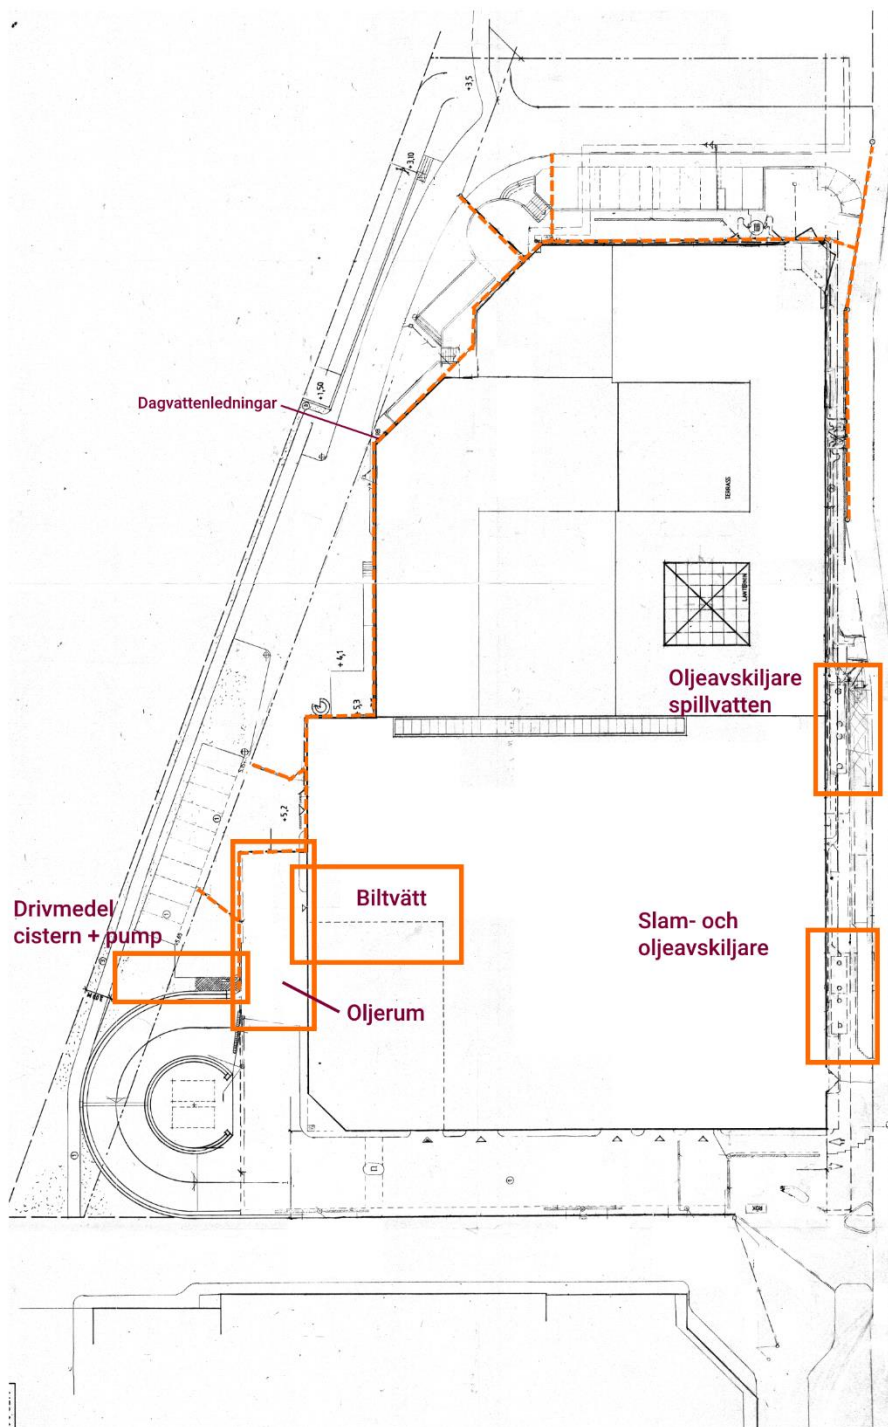 +3,5
+3,10
+1,50
Dagvattenledningar
TERRASS
LANTERNIN
+4,1
+5,3
Oljeavskiljare
spillvatten
+5,2
Biltvätt
Drivmedel
cistern + pump
Slam- och
oljeavskiljare
Oljerum